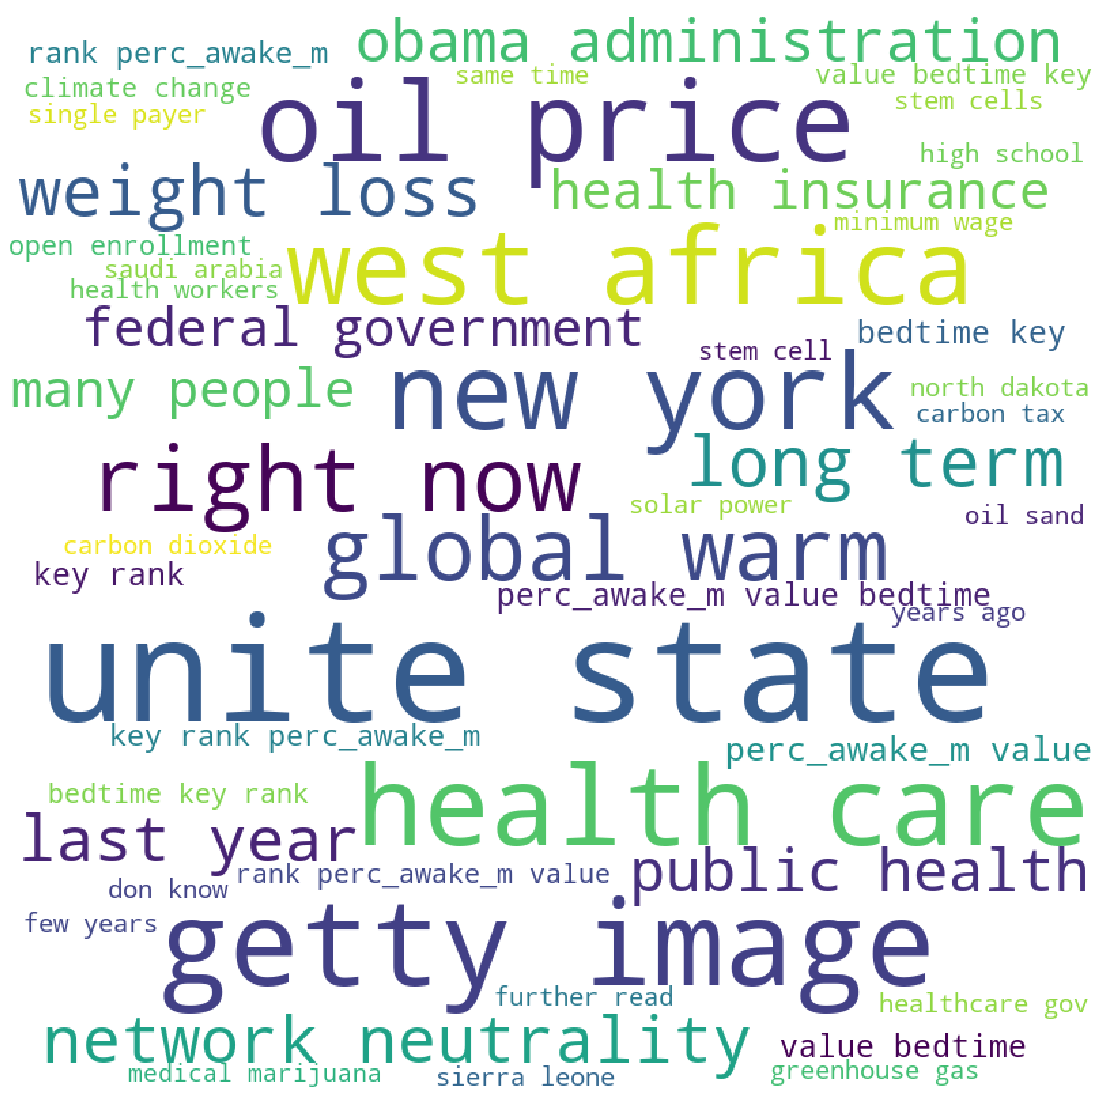 obama administration
rank perc_awake_m
same time
value bedtime key
climate change
oil price
stem cells
single payer
high school
weight loss
health insurance
minimum wage
open enrollment
west africa
saudi arabia
health workers
federal government
bedtime key
stem cell
many people
new york
north dakota
carbon tax
long term
right now
solar power
oil sand
carbon dioxide
global warm
key rank
perc_awake_m value bedtime
years ago
unite state
key rank perc_awake_m
perc_awake_m value
bedtime key rank
health care
last year
rank perc_awake_m value
public health
don know
few years
getty image
further read
healthcare gov
network neutrality
value bedtime
medical marijuana
sierra leone
greenhouse gas